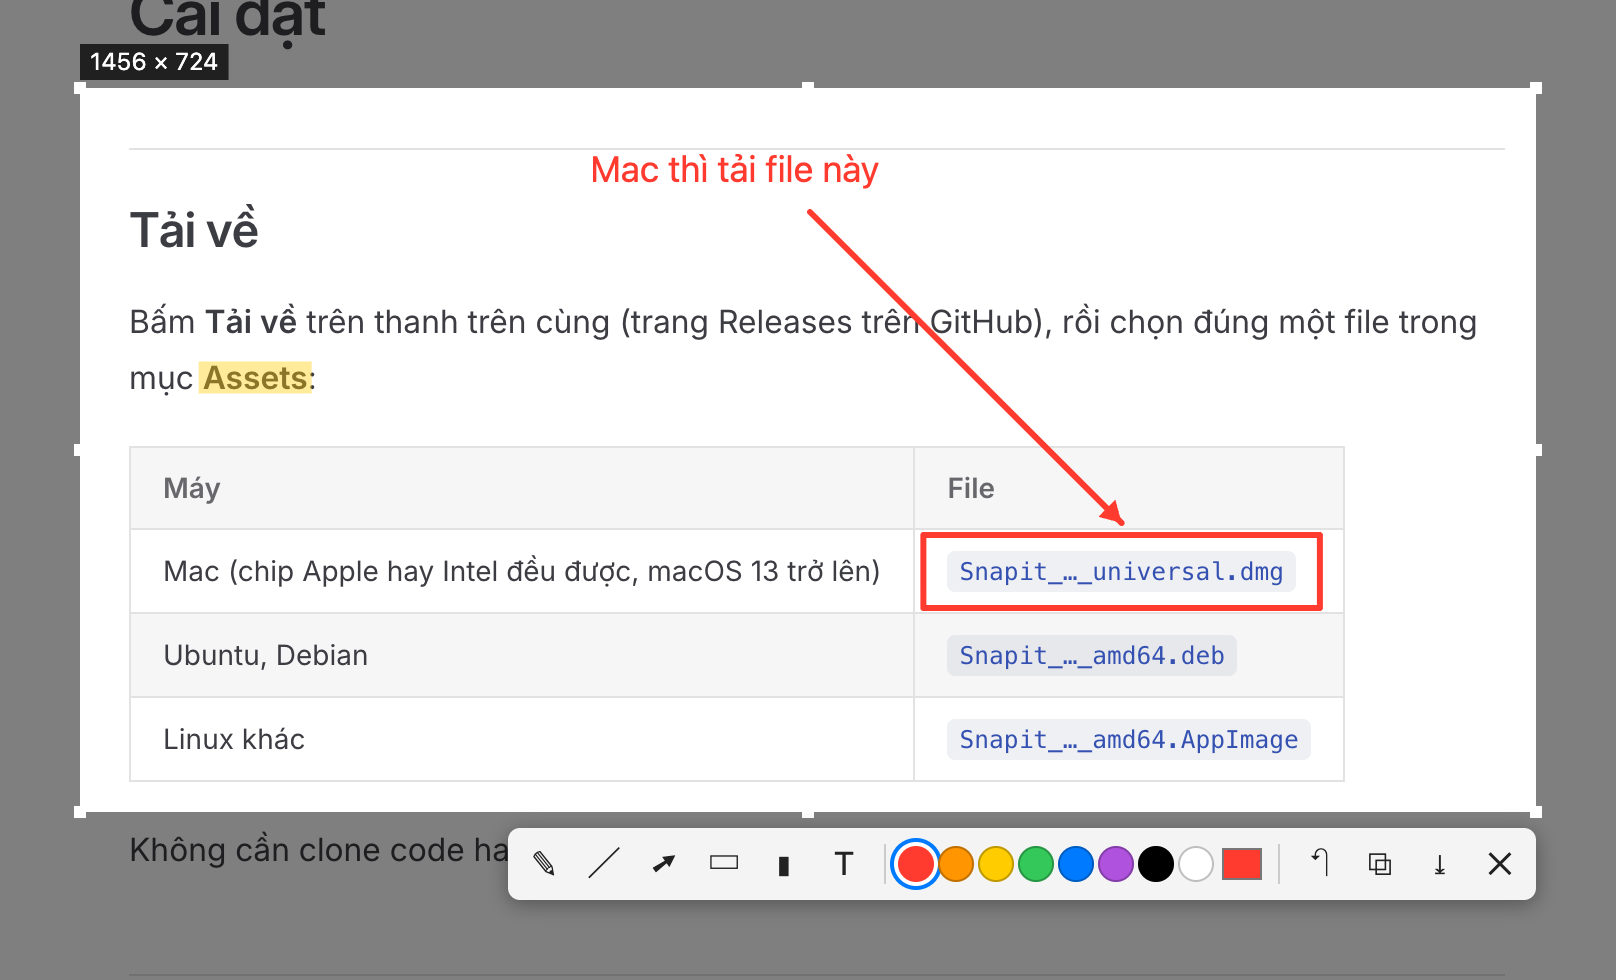 Cài đặt
1456 × 724
Mac thì tải file này
Tải về
Bấm Tải về trên thanh trên cùng (trang Releases trên GitHub), rồi chọn đúng một file trong
mục Assets:
Máy File
Mac (chip Apple hay Intel đều được, macOS 13 trở lên) Snapit_…_universal.dmg
Ubuntu, Debian Snapit_…_amd64.deb
Linux khác Snapit_…_amd64.AppImage
Không cần clone code ha
T